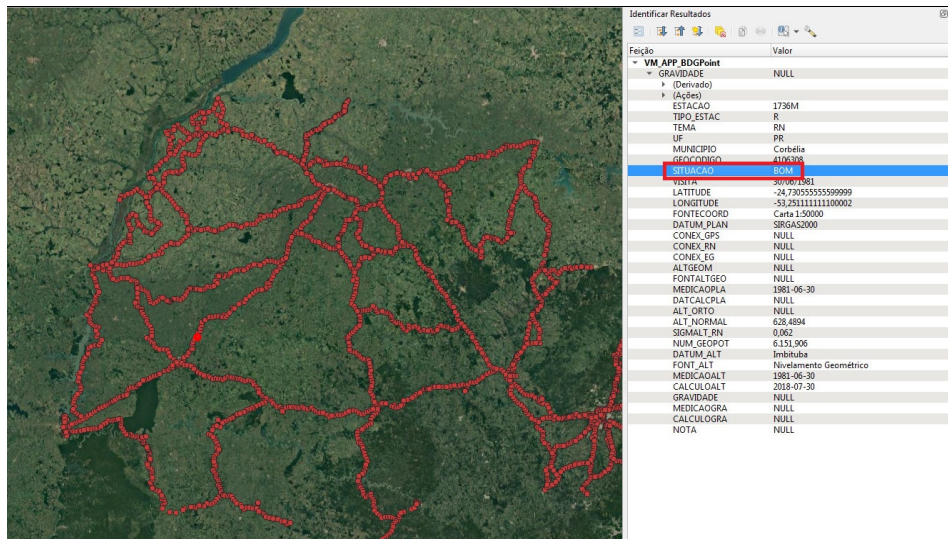 Identificar Resultados
Feição Valor
VM_APP_BDGPoint
GRAVIDADE NULL
(Derivado)
(Ações)
ESTACAO 1736M
TIPO_ESTAC R
TEMA RN
UF PR
MUNICIPIO Corbélia
GEOCODIGO 4106308
SITUACAO BOM
VISITA 30/06/1981
LATITUDE -24,730555555599999
LONGITUDE -53,251111111100002
FONTECOORD Carta 1:50000
DATUM_PLAN SIRGAS2000
CONEX_GPS NULL
CONEX_RN NULL
CONEX_EG NULL
ALTGEOM NULL
FONTALTGEO NULL
MEDICAOPLA 1981-06-30
DATCALCPLA NULL
ALT_ORTO NULL
ALT_NORMAL 628,4894
SIGMALT_RN 0,062
NUM_GEOPOT 6.151,906
DATUM_ALT Imbituba
FONT_ALT Nivelamento Geométrico
MEDICAOALT 1981-06-30
CALCULOALT 2018-07-30
GRAVIDADE NULL
MEDICAOGRA NULL
CALCULOGRA NULL
NOTA NULL